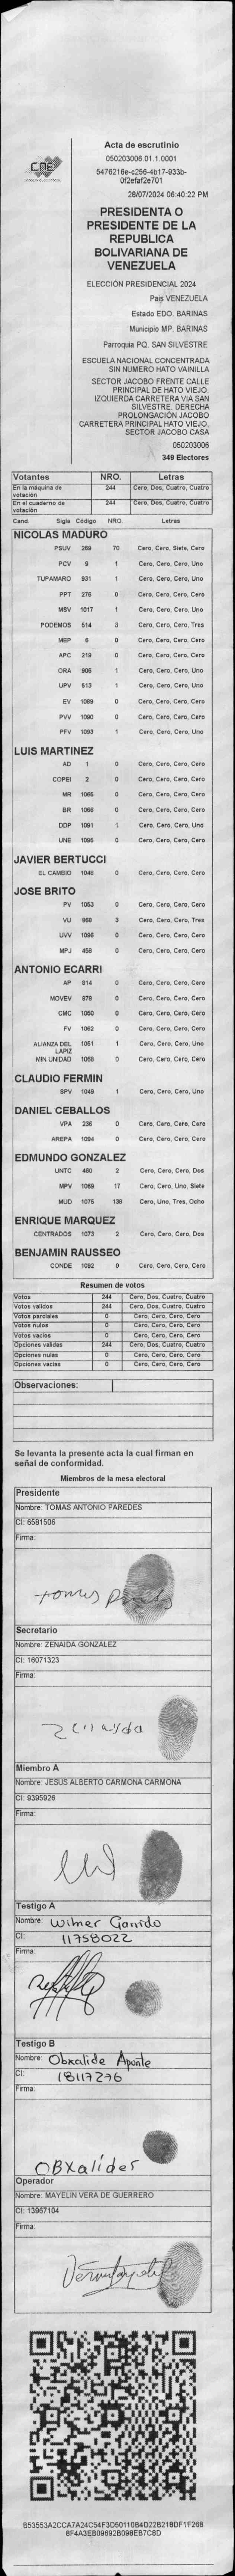 CNE
Acta de escrutinio
050203006.01.1.0001
5476216e-c256-4b17-933b-
0f2efaf2e701
28/07/2024 06:40:22 PM
PRESIDENTA O
PRESIDENTE DE LA
REPUBLICA
BOLIVARIANA DE
VENEZUELA
ELECCIÓN PRESIDENCIAL 2024
País VENEZUELA
Estado EDO. BARINAS
Municipio MP. BARINAS
Parroquia PQ. SAN SILVESTRE
ESCUELA NACIONAL CONCENTRADA
SIN NUMERO HATO VAINILLA
SECTOR JACOBO FRENTE CALLE
PRINCIPAL DE HATO VIEJO.
IZQUIERDA CARRETERA VIA SAN
SILVESTRE. DERECHA
PROLONGACIÓN JACOBO
CARRETERA PRINCIPAL HATO VIEJO.
SECTOR JACOBO CASA
050203006
349 Electores
Votantes NRO. Letras
En la máquina de votación 244 Cero, Dos, Cuatro, Cuatro
En el cuaderno de votación 244 Cero, Dos, Cuatro, Cuatro
Cand. Sigla Código NRO. Letras
NICOLAS MADURO
PSUV 269 70 Cero, Cero, Siete, Cero
PCV 9 1 Cero, Cero, Cero, Uno
TUPAMARO 931 1 Cero, Cero, Cero, Uno
PPT 276 0 Cero, Cero, Cero, Cero
MSV 1017 1 Cero, Cero, Cero, Uno
PODEMOS 514 3 Cero, Cero, Cero, Tres
MEP 6 0 Cero, Cero, Cero, Cero
APC 219 0 Cero, Cero, Cero, Cero
ORA 906 1 Cero, Cero, Cero, Uno
UPV 513 1 Cero, Cero, Cero, Uno
EV 1089 0 Cero, Cero, Cero, Cero
PVV 1090 0 Cero, Cero, Cero, Cero
PFV 1093 1 Cero, Cero, Cero, Uno
LUIS MARTINEZ
AD 1 0 Cero, Cero, Cero, Cero
COPEI 2 0 Cero, Cero, Cero, Cero
MR 1065 0 Cero, Cero, Cero, Cero
BR 1066 0 Cero, Cero, Cero, Cero
DDP 1091 1 Cero, Cero, Cero, Uno
UNE 1095 0 Cero, Cero, Cero, Cero
JAVIER BERTUCCI
EL CAMBIO 1048 0 Cero, Cero, Cero, Cero
JOSE BRITO
PV 1053 0 Cero, Cero, Cero, Cero
VU 960 3 Cero, Cero, Cero, Tres
UVV 1096 0 Cero, Cero, Cero, Cero
MPJ 459 0 Cero, Cero, Cero, Cero
ANTONIO ECARRI
AP 814 0 Cero, Cero, Cero, Cero
MOVEV 878 0 Cero, Cero, Cero, Cero
CMC 1050 0 Cero, Cero, Cero, Cero
FV 1062 0 Cero, Cero, Cero, Cero
ALIANZA DEL LAPIZ 1051 1 Cero, Cero, Cero, Uno
MIN UNIDAD 1068 0 Cero, Cero, Cero, Cero
CLAUDIO FERMIN
SPV 1049 1 Cero, Cero, Cero, Uno
DANIEL CEBALLOS
VPA 236 0 Cero, Cero, Cero, Cero
AREPA 1094 0 Cero, Cero, Cero, Cero
EDMUNDO GONZALEZ
UNTC 460 2 Cero, Cero, Cero, Dos
MPV 1069 17 Cero, Cero, Uno, Siete
MUD 1075 138 Cero, Uno, Tres, Ocho
ENRIQUE MARQUEZ
CENTRADOS 1073 2 Cero, Cero, Cero, Dos
BENJAMIN RAUSSEO
CONDE 1092 0 Cero, Cero, Cero, Cero
Resumen de votos
Votos 244 Cero, Dos, Cuatro, Cuatro
Votos validos 244 Cero, Dos, Cuatro, Cuatro
Votos parciales 0 Cero, Cero, Cero, Cero
Votos nulos 0 Cero, Cero, Cero, Cero
Votos vacíos 0 Cero, Cero, Cero, Cero
Opciones validas 244 Cero, Dos, Cuatro, Cuatro
Opciones nulas 0 Cero, Cero, Cero, Cero
Opciones vacías 0 Cero, Cero, Cero, Cero
Observaciones:
Se levanta la presente acta la cual firman en
señal de conformidad.
Miembros de la mesa electoral
Presidente
Nombre: TOMAS ANTONIO PAREDES
CI: 6581506
Firma:
Tomas Paredes
Secretario
Nombre: ZENAIDA GONZALEZ
CI: 16071323
Firma:
Zenayda
Miembro A
Nombre: JESUS ALBERTO CARMONA CARMONA
CI: 9395926
Firma:
Testigo A
Nombre: Wilmer Garrido
CI: 11758022
Firma:
Testigo B
Nombre: Obxalide Aponte
CI: 18117276
Firma:
OBXalider
Operador
Nombre: MAYELIN VERA DE GUERRERO
CI: 13967104
Firma:
B53553A2CCA7A24C54F3D50110B4D22B21BDF1F268
8F4A3EB09692B098EB7C8D